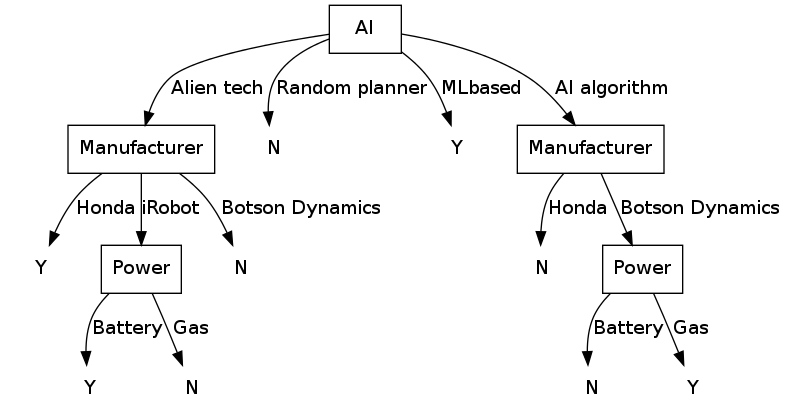 AI
Alien tech Random planner MLbased AI algorithm
Manufacturer N Y Manufacturer
Honda iRobot Botson Dynamics Honda Botson Dynamics
Y Power N N Power
Battery Gas Battery Gas
Y N N Y